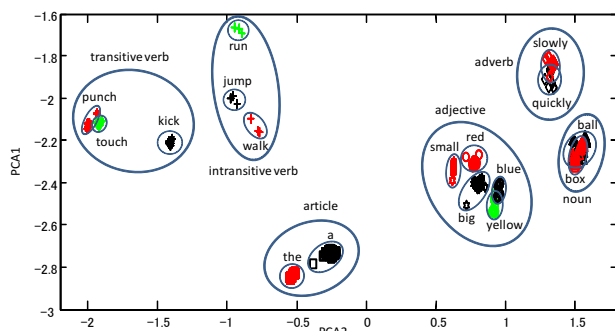 −1.6
run
slowly
transitive verb
adverb
−1.8
jump
punch
quickly
−2
kick
adjective
ball
touch
red
walk
small
blue
−2.2
PCA1
intransitive verb
box
noun
−2.4
article
big
yellow
a
−2.6
the
−2.8
−3
−2 −1.5 −1 −0.5 0 0.5 1 1.5